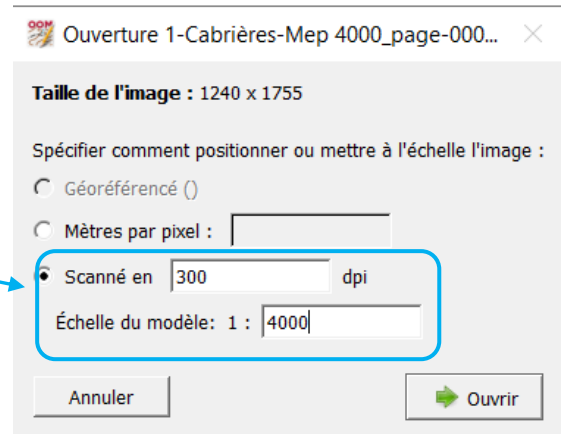 OOM Ouverture 1-Cabrières-Mep 4000_page-000...
Taille de l'image : 1240 x 1755
Spécifier comment positionner ou mettre à l'échelle l'image :
Géoréférencé ()
Mètres par pixel :
Scanné en 300 dpi
Échelle du modèle: 1 : 4000
Annuler Ouvrir